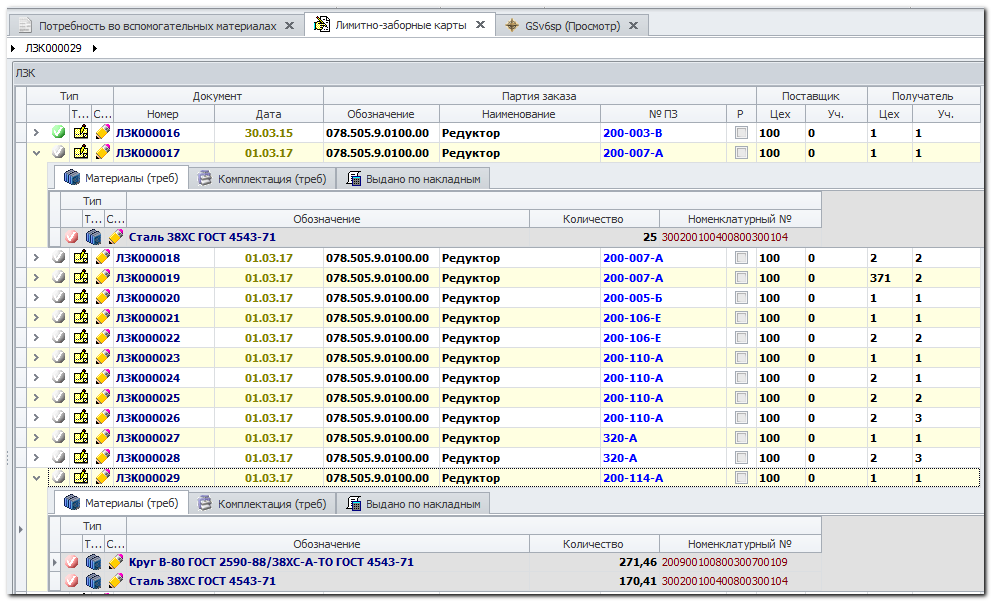 Потребность во вспомогательных материалах Лимитно-заборные карты GSv6sp (Просмотр)
ЛЗК000029
ЛЗК
Тип Документ Партия заказа Поставщик Получатель
Т... С... Номер Дата Обозначение Наименование № ПЗ Р Цех Уч. Цех Уч.
ЛЗК000016 30.03.15 078.505.9.0100.00 Редуктор 200-003-В 100 0 1 1
ЛЗК000017 01.03.17 078.505.9.0100.00 Редуктор 200-007-А 100 0 1 1
Материалы (треб) Комплектация (треб) Выдано по накладным
Тип
Т... С... Обозначение Количество Номенклатурный №
Сталь 38ХС ГОСТ 4543-71 25 300200100400800300104
ЛЗК000018 01.03.17 078.505.9.0100.00 Редуктор 200-007-А 100 0 2 2
ЛЗК000019 01.03.17 078.505.9.0100.00 Редуктор 200-007-А 100 0 371 2
ЛЗК000020 01.03.17 078.505.9.0100.00 Редуктор 200-005-Б 100 0 1 1
ЛЗК000021 01.03.17 078.505.9.0100.00 Редуктор 200-106-Е 100 0 1 1
ЛЗК000022 01.03.17 078.505.9.0100.00 Редуктор 200-106-Е 100 0 2 2
ЛЗК000023 01.03.17 078.505.9.0100.00 Редуктор 200-110-А 100 0 1 1
ЛЗК000024 01.03.17 078.505.9.0100.00 Редуктор 200-110-А 100 0 2 1
ЛЗК000025 01.03.17 078.505.9.0100.00 Редуктор 200-110-А 100 0 2 2
ЛЗК000026 01.03.17 078.505.9.0100.00 Редуктор 200-110-А 100 0 2 3
ЛЗК000027 01.03.17 078.505.9.0100.00 Редуктор 320-А 100 0 1 1
ЛЗК000028 01.03.17 078.505.9.0100.00 Редуктор 320-А 100 0 2 3
ЛЗК000029 01.03.17 078.505.9.0100.00 Редуктор 200-114-А 100 0 1 1
Материалы (треб) Комплектация (треб) Выдано по накладным
Тип
Т... С... Обозначение Количество Номенклатурный №
Круг В-80 ГОСТ 2590-88/38ХС-А-ТО ГОСТ 4543-71 271,46 200900100800300700109
Сталь 38ХС ГОСТ 4543-71 170,41 300200100400800300104